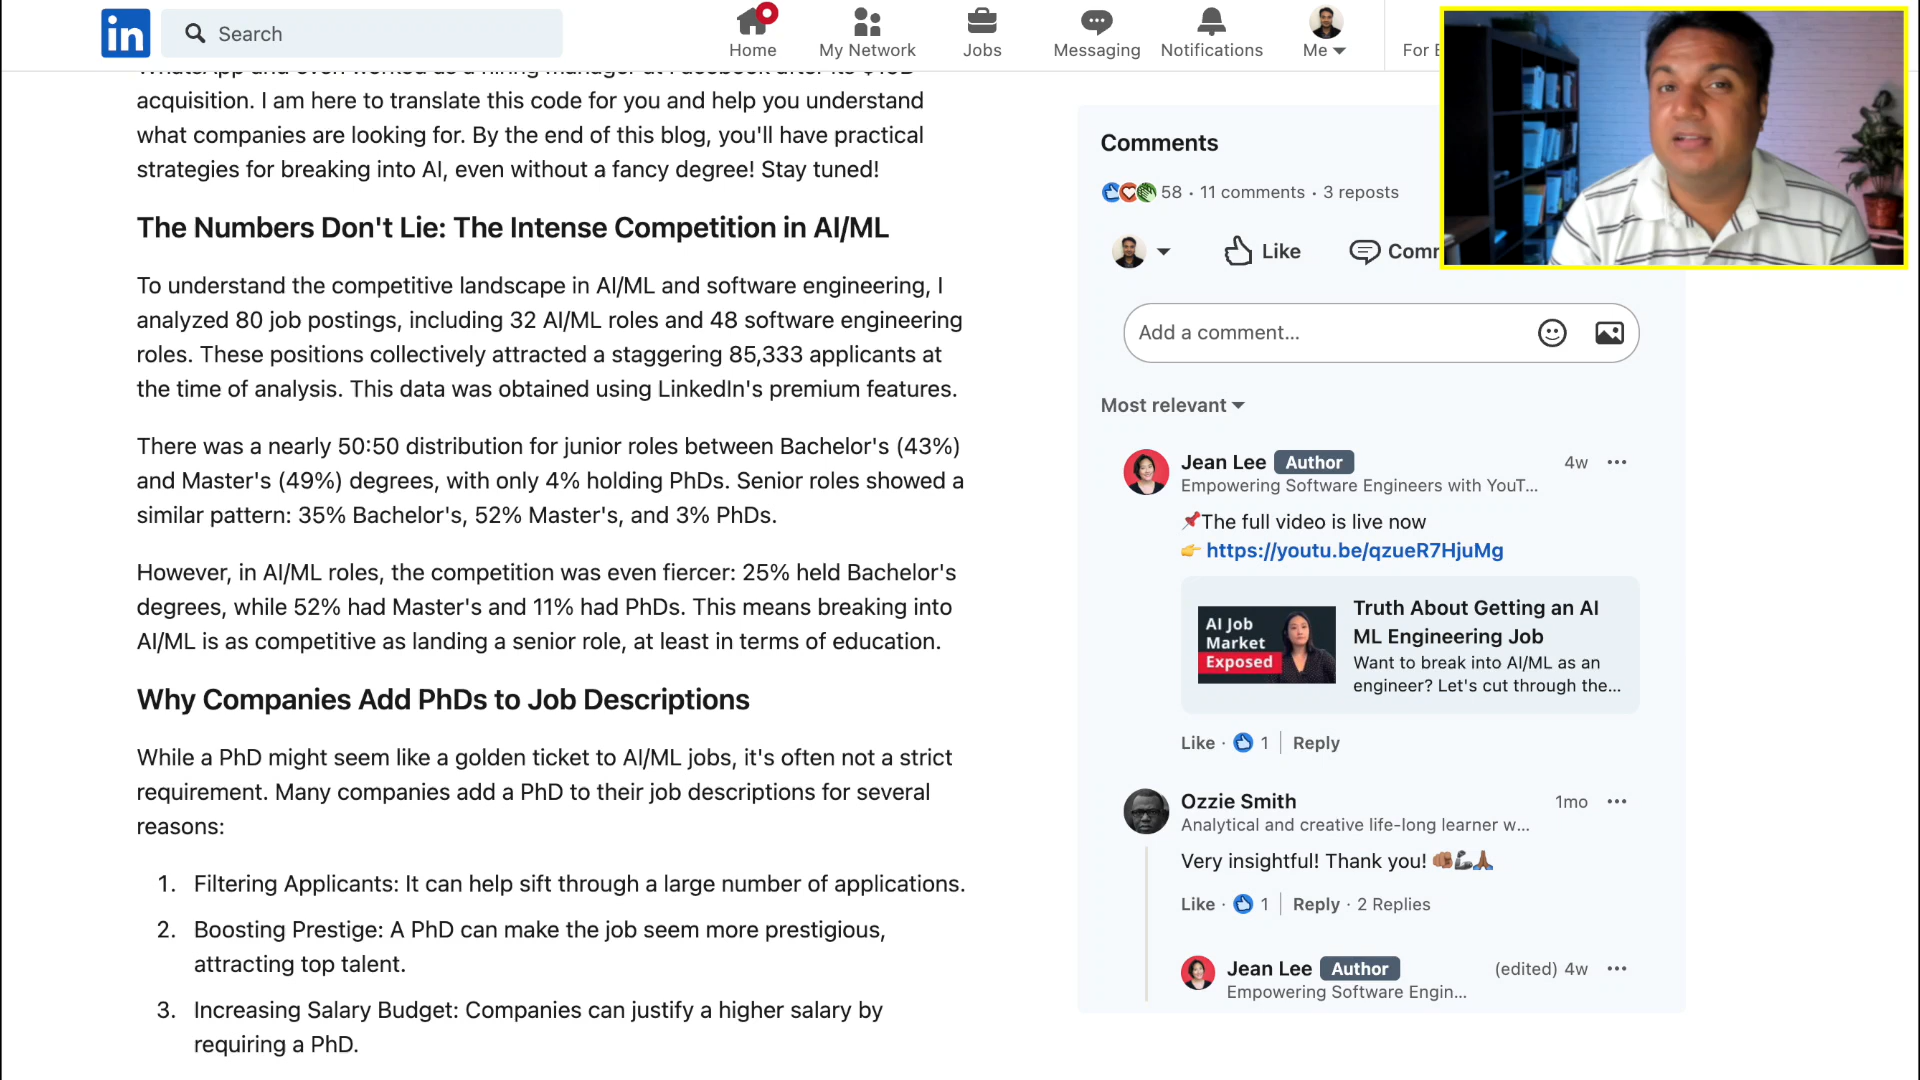 in
Search
Home
My Network
Jobs
Messaging
Notifications
Me
For
WhatsApp and even worked as a hiring manager at Facebook after its $19B
acquisition. I am here to translate this code for you and help you understand
what companies are looking for. By the end of this blog, you'll have practical
strategies for breaking into AI, even without a fancy degree! Stay tuned!
The Numbers Don't Lie: The Intense Competition in AI/ML
To understand the competitive landscape in AI/ML and software engineering, I
analyzed 80 job postings, including 32 AI/ML roles and 48 software engineering
roles. These positions collectively attracted a staggering 85,333 applicants at
the time of analysis. This data was obtained using LinkedIn's premium features.
There was a nearly 50:50 distribution for junior roles between Bachelor's (43%)
and Master's (49%) degrees, with only 4% holding PhDs. Senior roles showed a
similar pattern: 35% Bachelor's, 52% Master's, and 3% PhDs.
However, in AI/ML roles, the competition was even fiercer: 25% held Bachelor's
degrees, while 52% had Master's and 11% had PhDs. This means breaking into
AI/ML is as competitive as landing a senior role, at least in terms of education.
Why Companies Add PhDs to Job Descriptions
While a PhD might seem like a golden ticket to AI/ML jobs, it's often not a strict
requirement. Many companies add a PhD to their job descriptions for several
reasons:
1. Filtering Applicants: It can help sift through a large number of applications.
2. Boosting Prestige: A PhD can make the job seem more prestigious,
attracting top talent.
3. Increasing Salary Budget: Companies can justify a higher salary by
requiring a PhD.
Comments
58 · 11 comments · 3 reposts
Like
Comm
Add a comment...
Most relevant
Jean Lee Author 4w
Empowering Software Engineers with YouT...
📌The full video is live now
👉 https://youtu.be/qzueR7HjuMg
AI Job
Market
Exposed
Truth About Getting an AI
ML Engineering Job
Want to break into AI/ML as an
engineer? Let's cut through the...
Like · 1 | Reply
Ozzie Smith 1mo
Analytical and creative life-long learner w...
Very insightful! Thank you!
Like · 1 | Reply · 2 Replies
Jean Lee Author (edited) 4w
Empowering Software Engin...